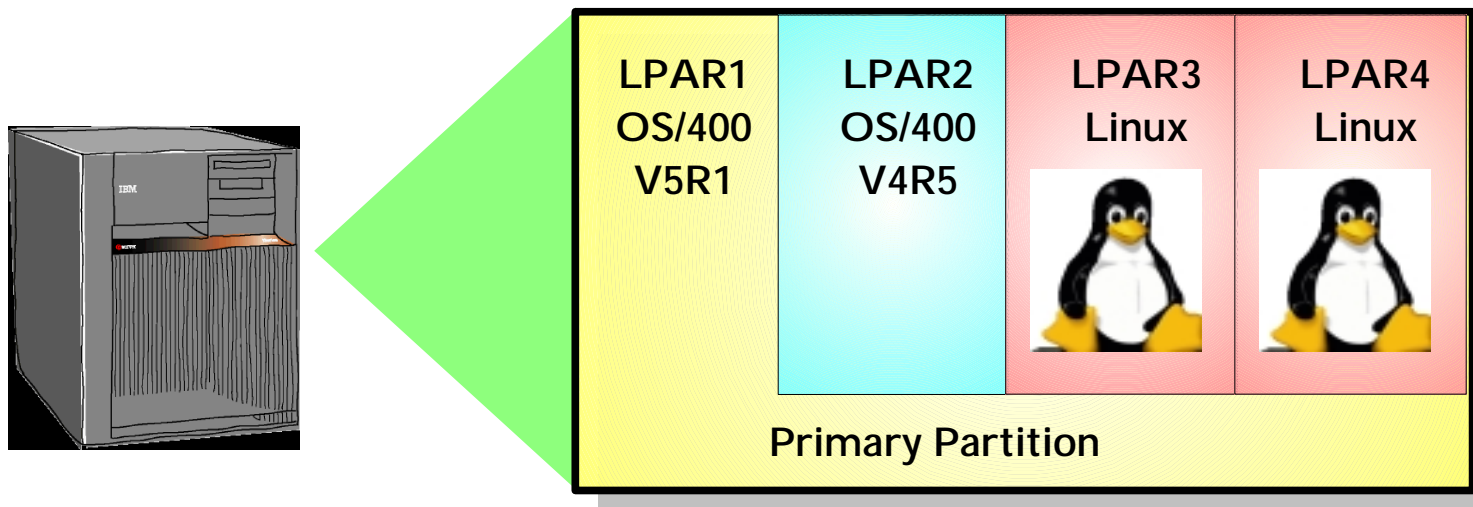 IBM
LPAR1
OS/400
V5R1
LPAR2
OS/400
V4R5
LPAR3
Linux
LPAR4
Linux
Primary Partition